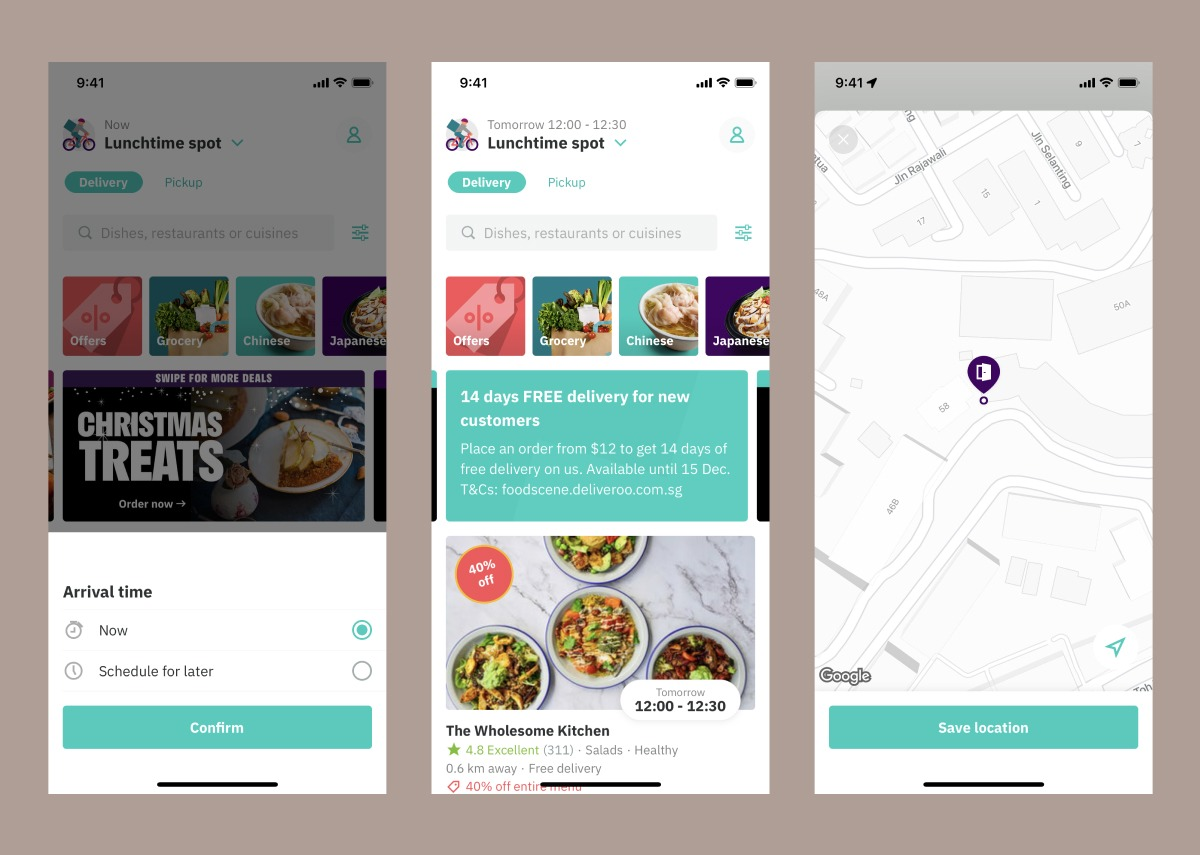 9:41
Now
Lunchtime spot
Delivery
Pickup
Dishes, restaurants or cuisines
Offers
Grocery
Chinese
Japanese
SWIPE FOR MORE DEALS
CHRISTMAS
TREATS
Order now →
Arrival time
Now
Schedule for later
Confirm
9:41
Tomorrow 12:00 - 12:30
Lunchtime spot
Delivery
Pickup
Dishes, restaurants or cuisines
Offers
Grocery
Chinese
Japanese
14 days FREE delivery for new
customers
Place an order from $12 to get 14 days of
free delivery on us. Available until 15 Dec.
T&Cs: foodscene.deliveroo.com.sg
40%
off
Tomorrow
12:00 - 12:30
The Wholesome Kitchen
4.8 Excellent (311) · Salads · Healthy
0.6 km away · Free delivery
40% off entire menu
9:41
ng
tua
Jln Rajawali
Jln Selanting
9
7
15
1
17
48A
50A
58
468
Toh
Google
Save location